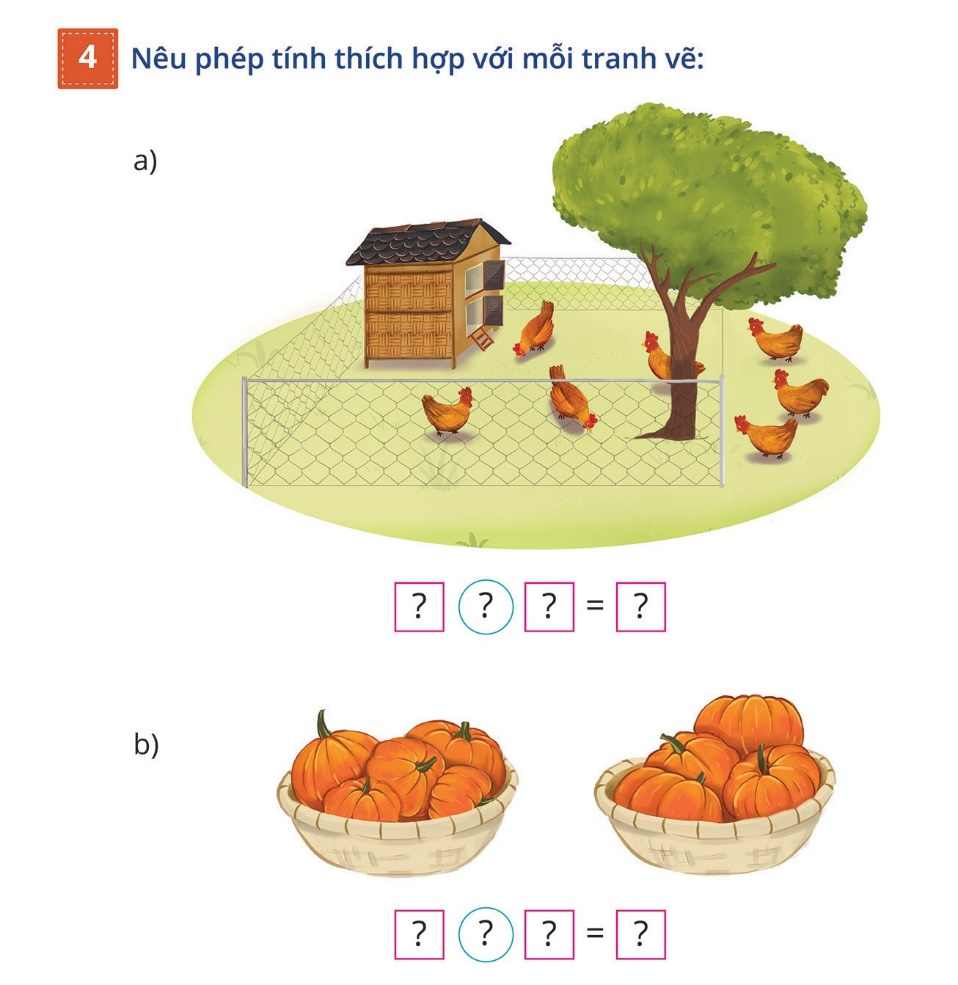 4 Nêu phép tính thích hợp với mỗi tranh vẽ:
a)
? ? ? = ?
b)
? ? ? = ?